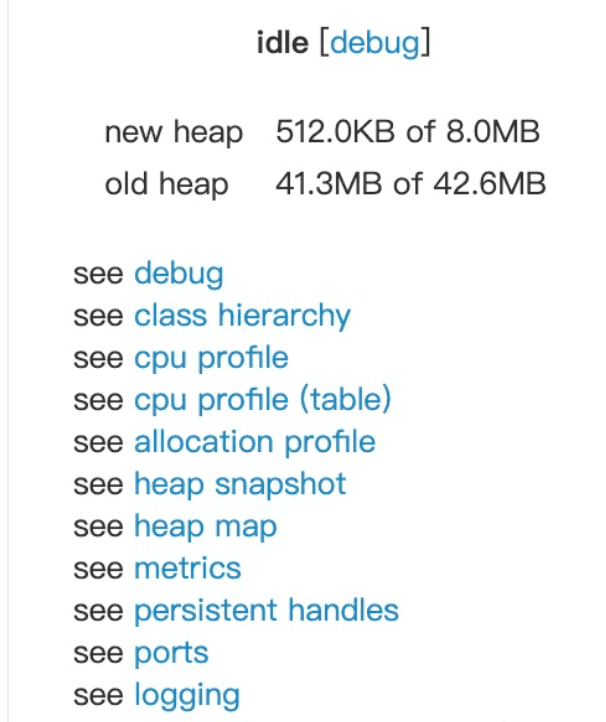 idle [debug]
new heap 512.0KB of 8.0MB
old heap 41.3MB of 42.6MB
see debug
see class hierarchy
see cpu profile
see cpu profile (table)
see allocation profile
see heap snapshot
see heap map
see metrics
see persistent handles
see ports
see logging